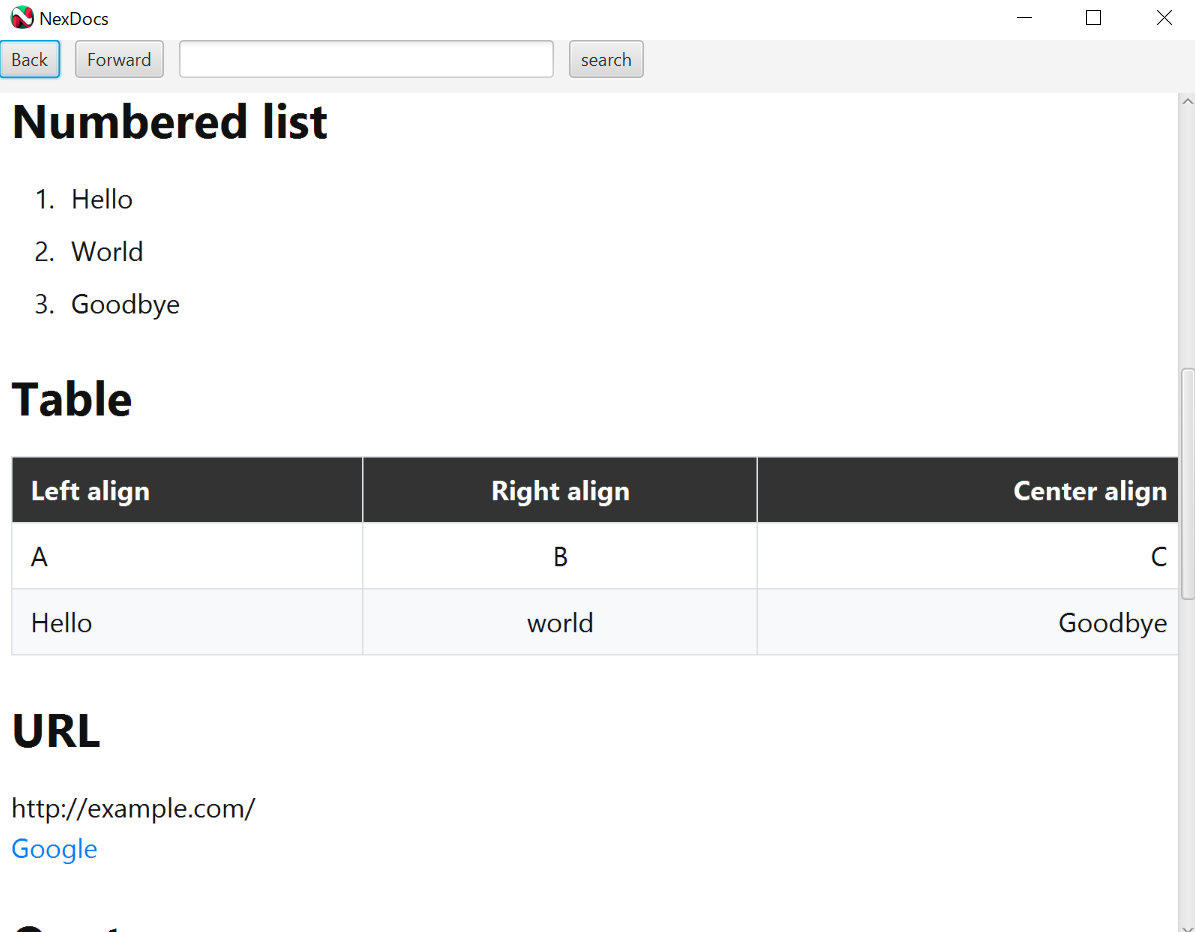 NexDocs
Back Forward search
Numbered list
1. Hello
2. World
3. Goodbye
Table
Left align Right align Center align
A B C
Hello world Goodbye
URL
http://example.com/
Google